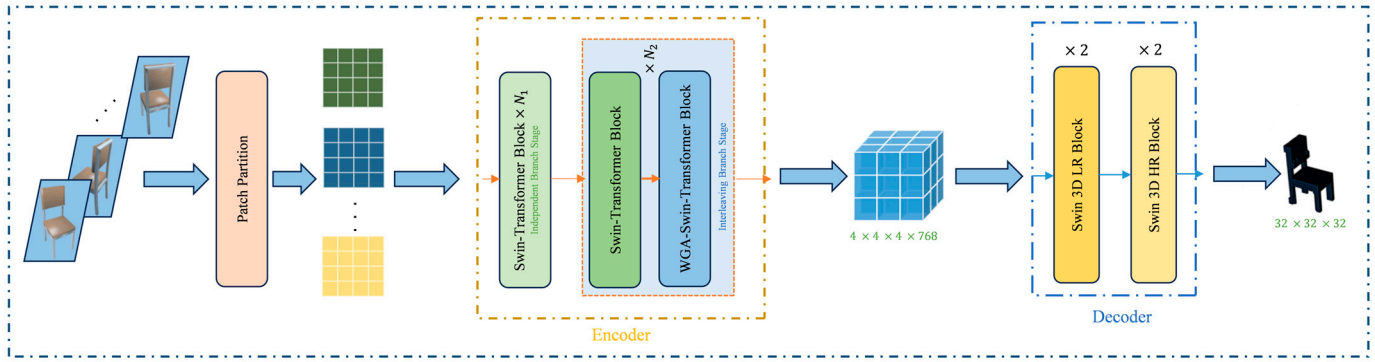 Patch Partition
Swin-Transformer Block × N₁
Independent Branch Stage
Swin-Transformer Block
× N₂
WGA-Swin-Transformer Block
Interleaving Branch Stage
Encoder
4 × 4 × 4 × 768
× 2
Swin 3D LR Block
× 2
Swin 3D HR Block
Decoder
32 × 32 × 32